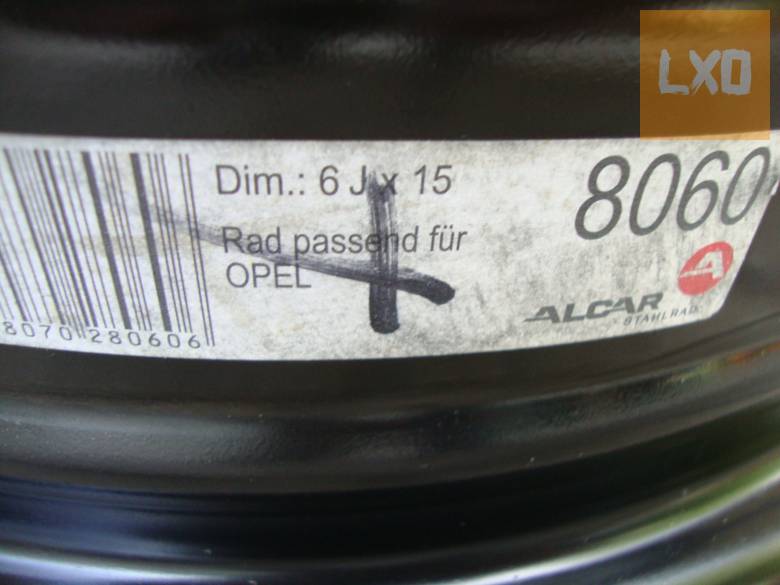 LXO
Dim.: 6 J x 15
8060
Rad passend für
OPEL
A
ALCAR
STAHLRAD
8070 280606